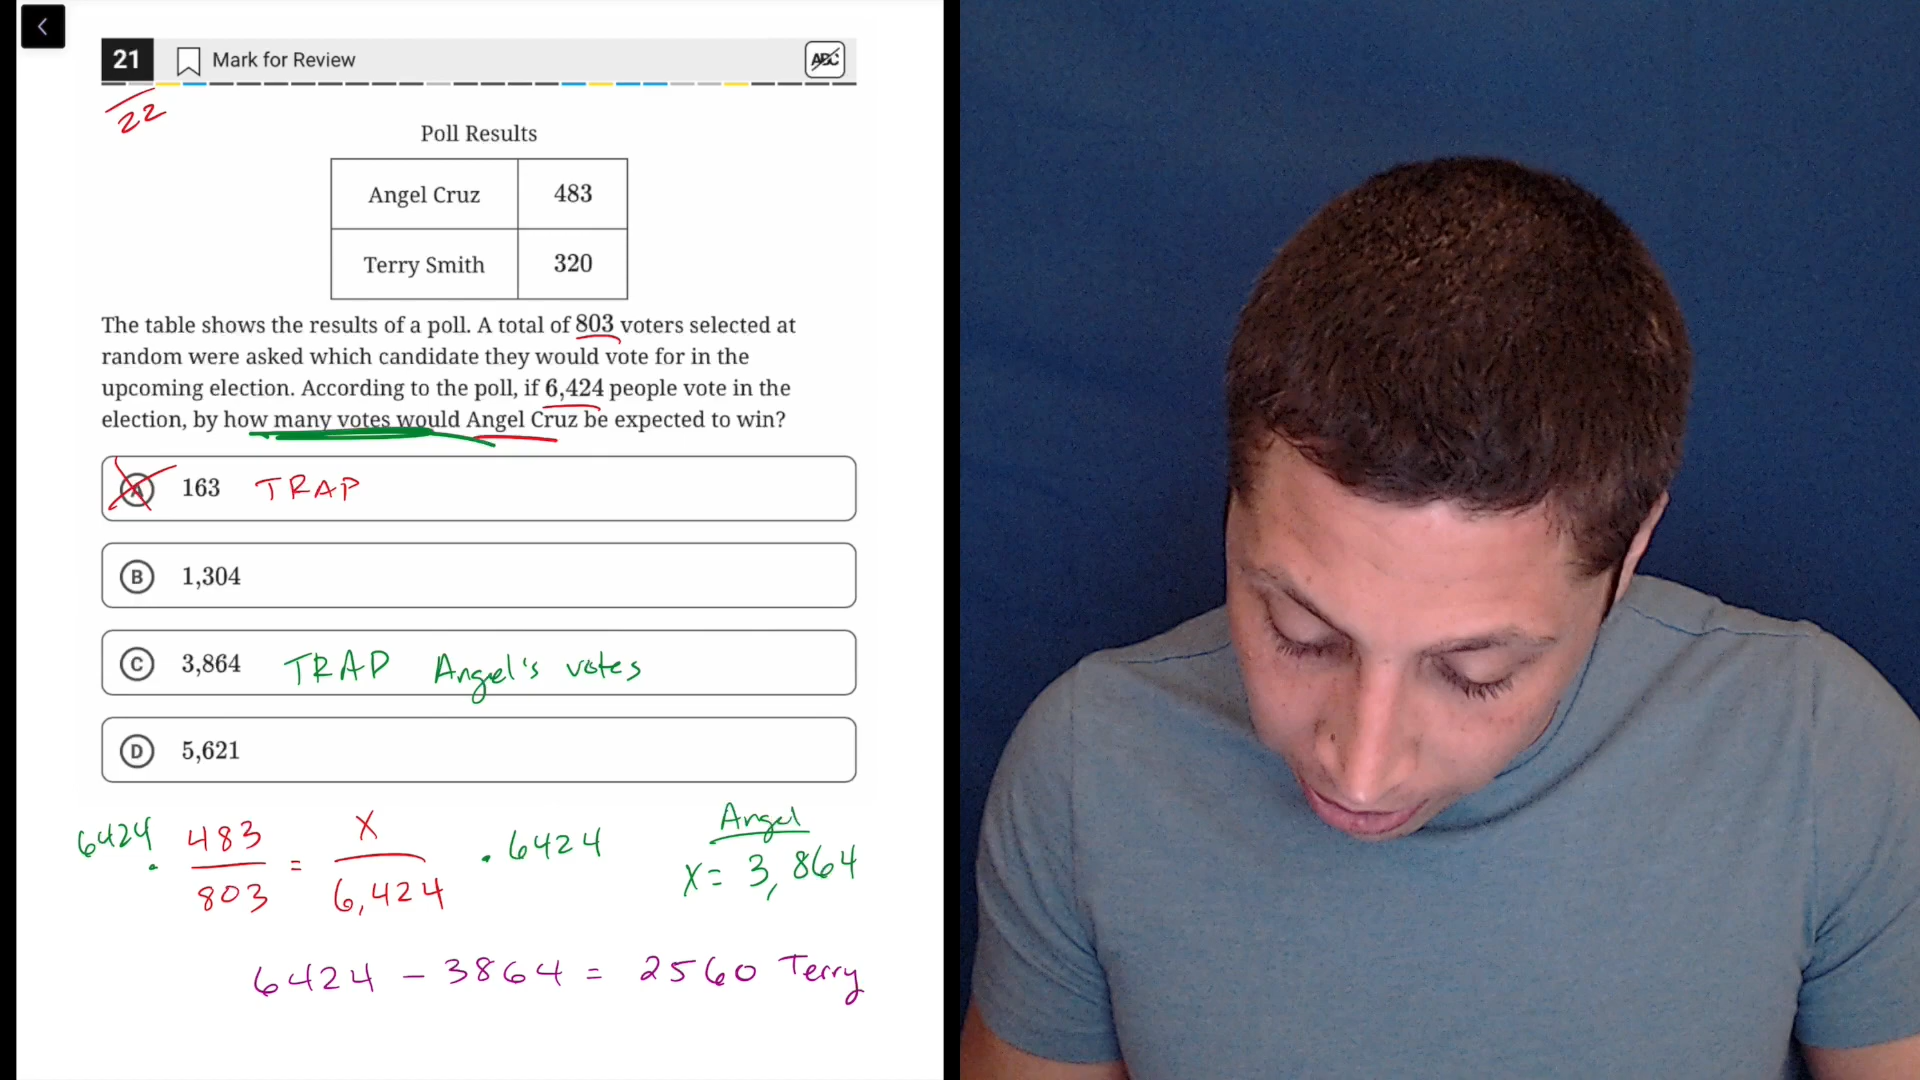 21 Mark for Review ABC
22
Poll Results
Angel Cruz 483
Terry Smith 320
The table shows the results of a poll. A total of 803 voters selected at
random were asked which candidate they would vote for in the
upcoming election. According to the poll, if 6,424 people vote in the
election, by how many votes would Angel Cruz be expected to win?
A 163 TRAP
B 1,304
C 3,864 TRAP Angel's votes
D 5,621
6424 · 483/803 = x/6,424 · 6424
Angel
x = 3,864
6424 - 3864 = 2560 Terry